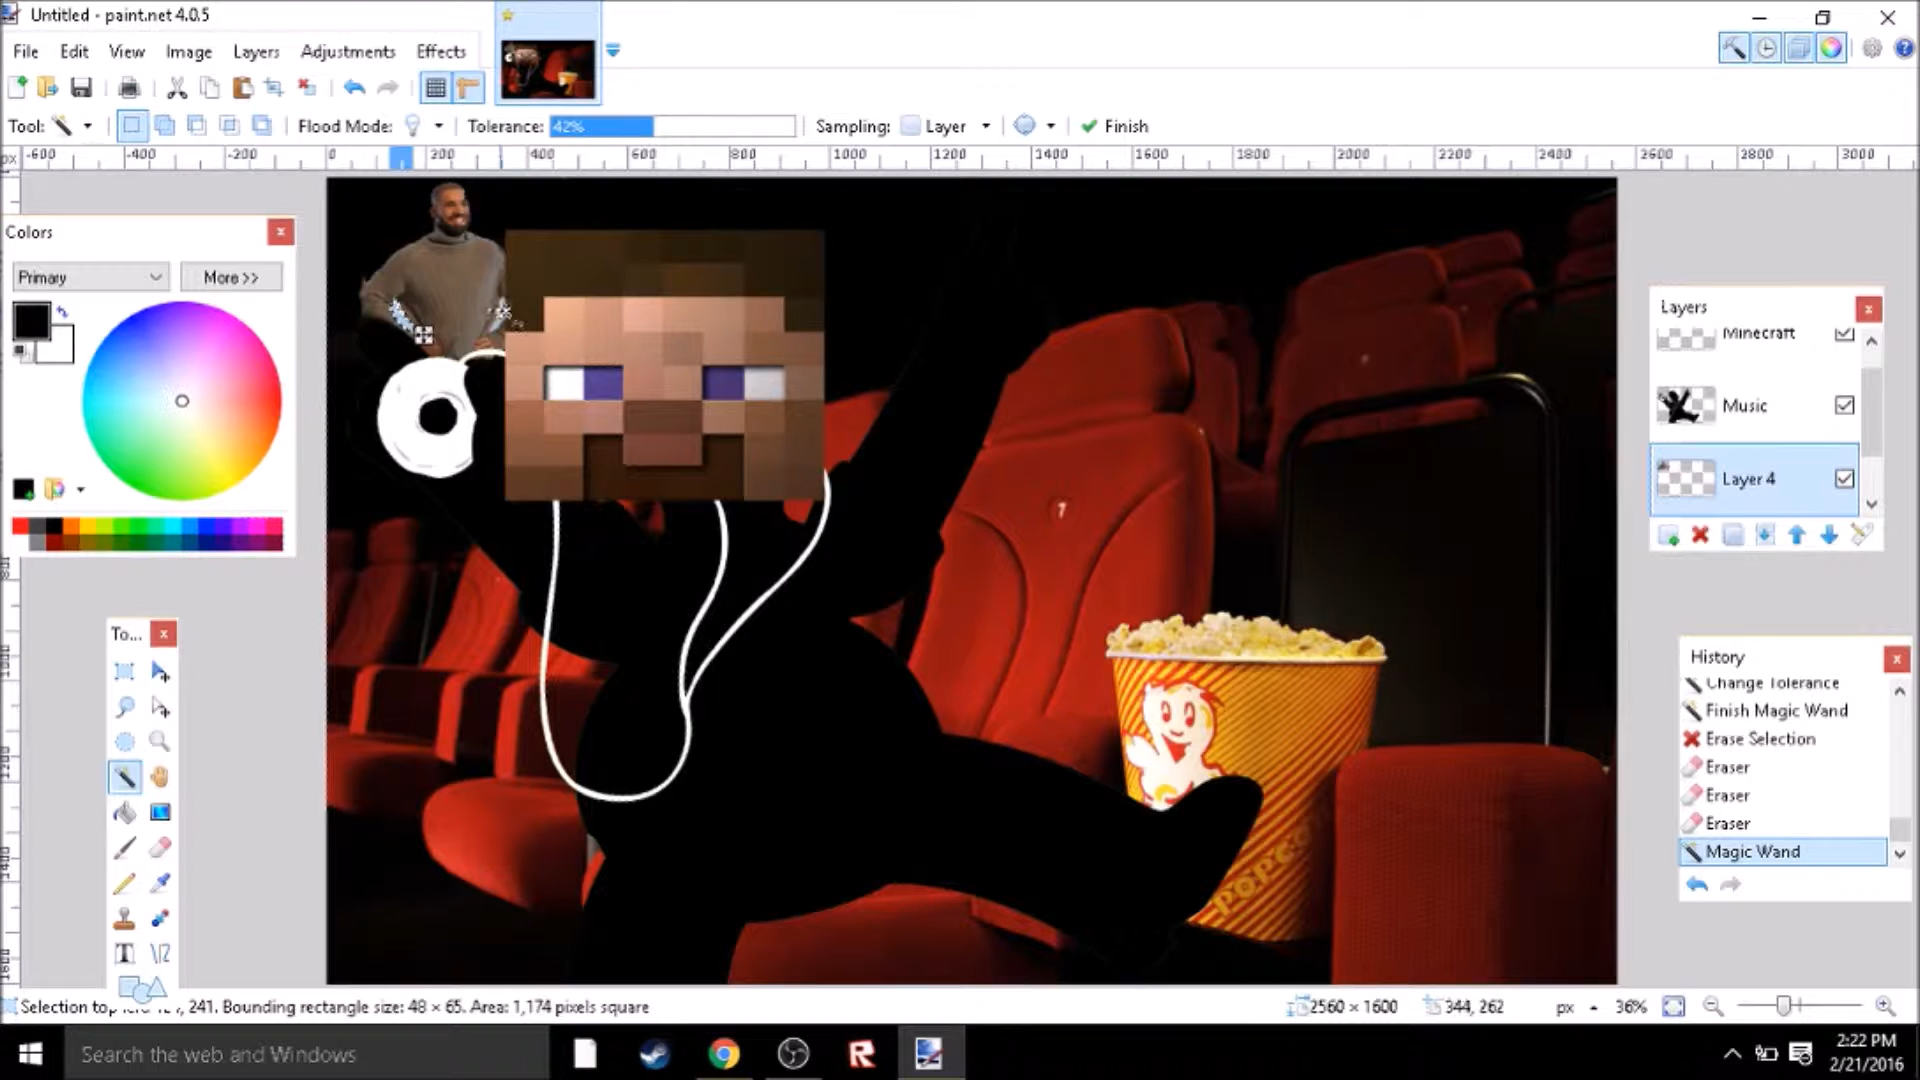 Untitled - paint.net 4.0.5
File Edit View Image Layers Adjustments Effects
Tool: Flood Mode: Tolerance: 42% Sampling: Layer Finish
px -600 -400 -200 0 200 400 600 800 1000 1200 1400 1600 1800 2000 2200 2400 2600 2800 3000
Colors
Primary More >>
Layers
Minecraft
Music
Layer 4
7
To...
History
Change Tolerance
Finish Magic Wand
Erase Selection
Eraser
Eraser
Eraser
Magic Wand
POPCO
Selection top 241. Bounding rectangle size: 48 × 65. Area: 1,174 pixels square
2560 × 1600 344, 262 px 36%
Search the web and Windows
2:22 PM
2/21/2016